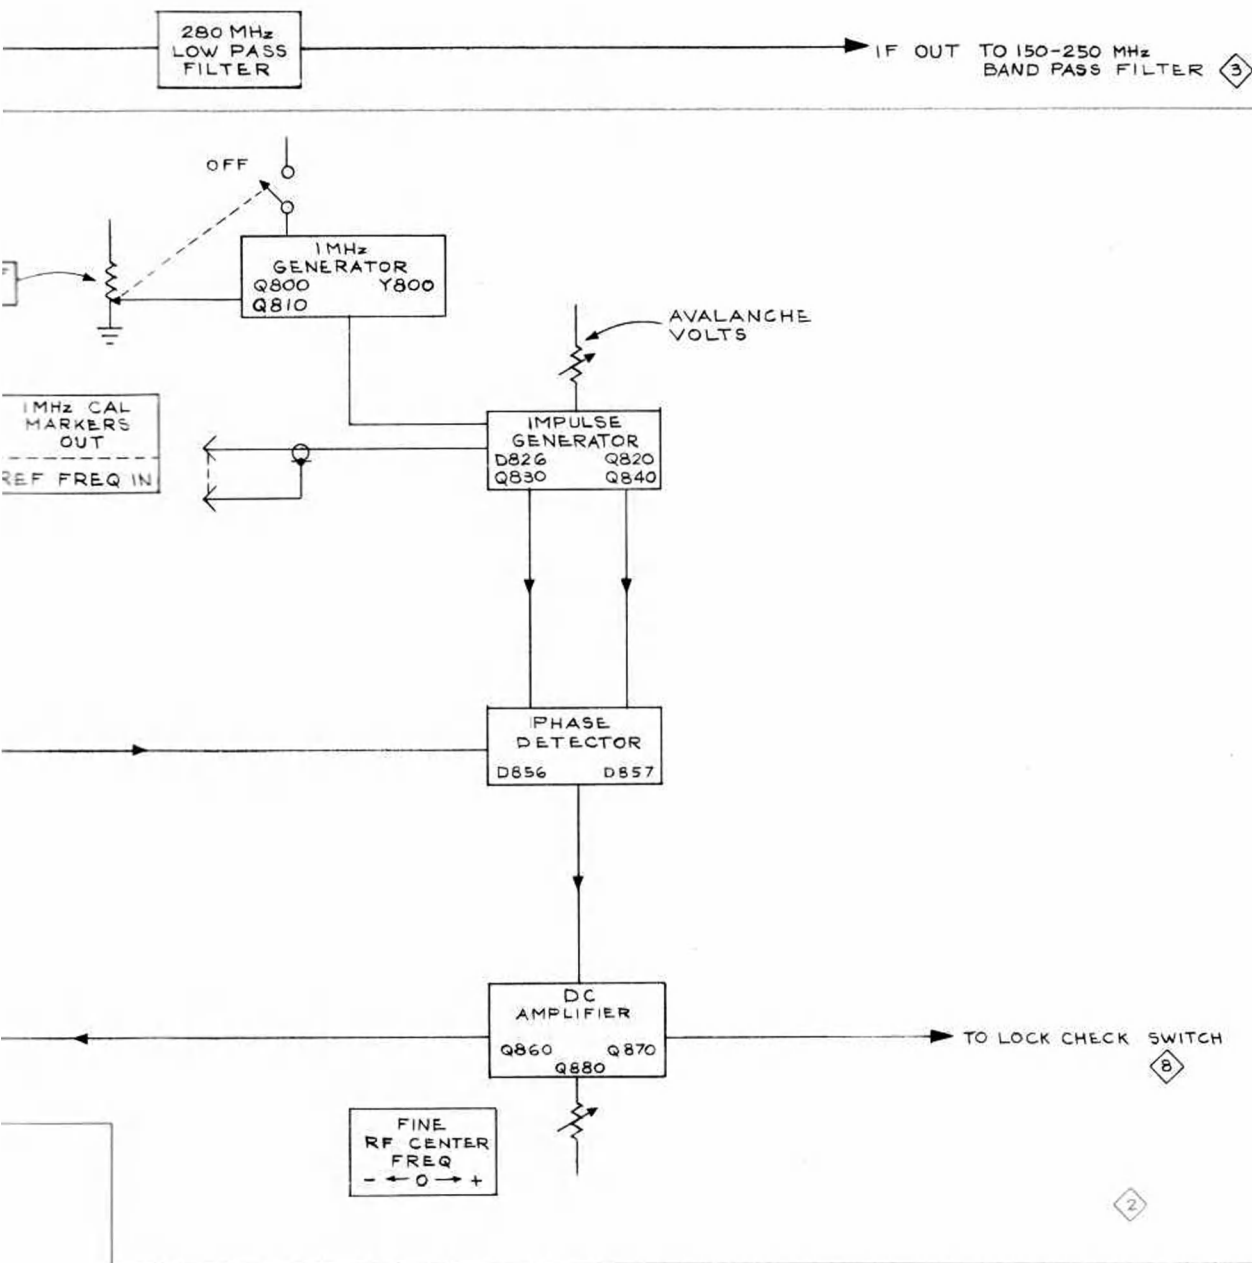 280 MHz
LOW PASS
FILTER
IF OUT TO 150-250 MHz
BAND PASS FILTER 3
OFF
1MHz
GENERATOR
Q800 Y800
Q810
AVALANCHE
VOLTS
1MHz CAL
MARKERS
OUT
REF FREQ IN
IMPULSE
GENERATOR
D826 Q820
Q830 Q840
PHASE
DETECTOR
D856 D857
DC
AMPLIFIER
Q860 Q870
Q880
TO LOCK CHECK SWITCH
8
FINE
RF CENTER
FREQ
- ← 0 → +
2